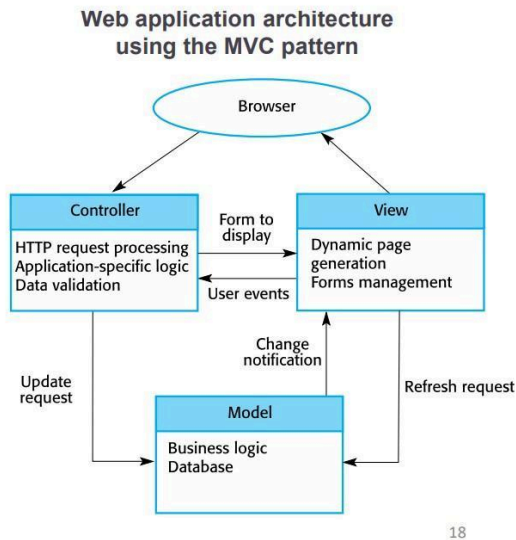 Web application architecture
using the MVC pattern
Browser
Controller
HTTP request processing
Application-specific logic
Data validation
Form to
display
User events
View
Dynamic page
generation
Forms management
Update
request
Change
notification
Refresh request
Model
Business logic
Database
18